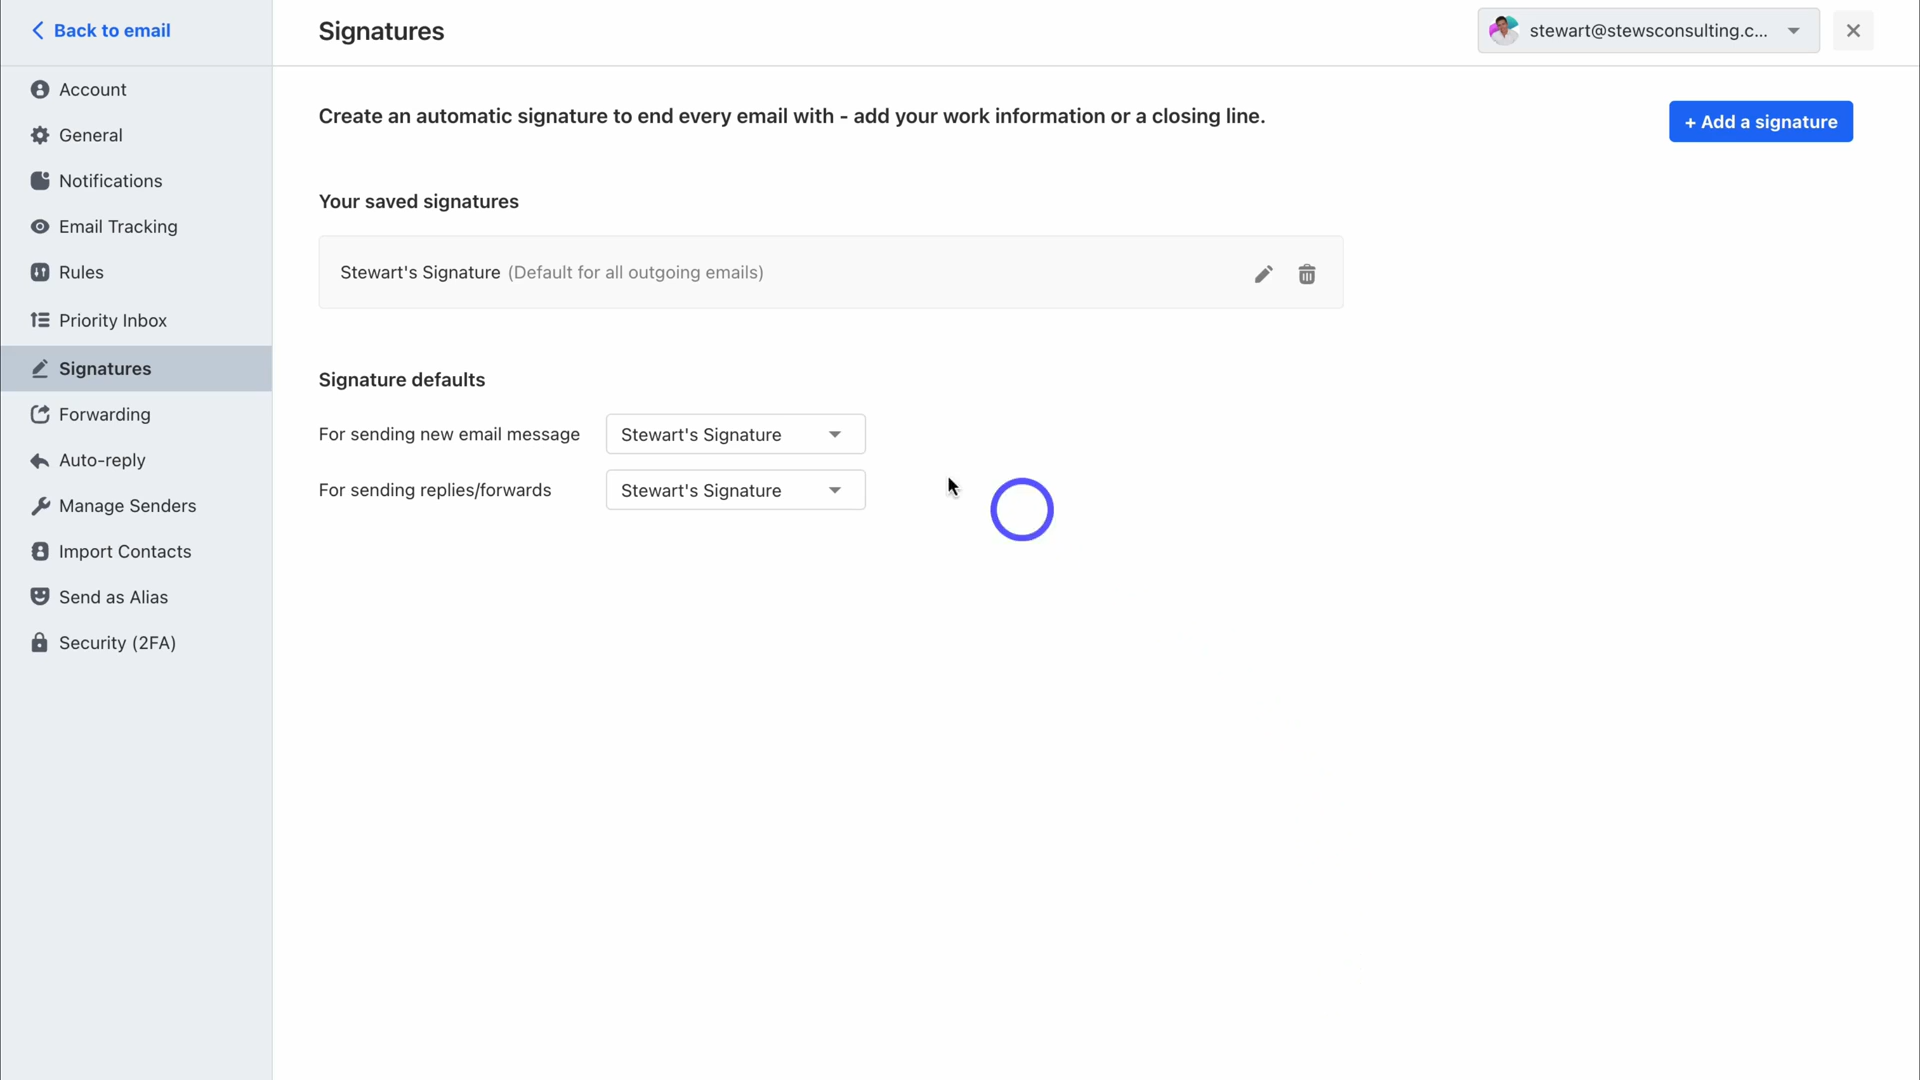 Back to email
Signatures
stewart@stewsconsulting.c...
Account
General
Notifications
Email Tracking
Rules
Priority Inbox
Signatures
Forwarding
Auto-reply
Manage Senders
Import Contacts
Send as Alias
Security (2FA)
Create an automatic signature to end every email with - add your work information or a closing line.
+ Add a signature
Your saved signatures
Stewart's Signature (Default for all outgoing emails)
Signature defaults
For sending new email message Stewart's Signature
For sending replies/forwards Stewart's Signature